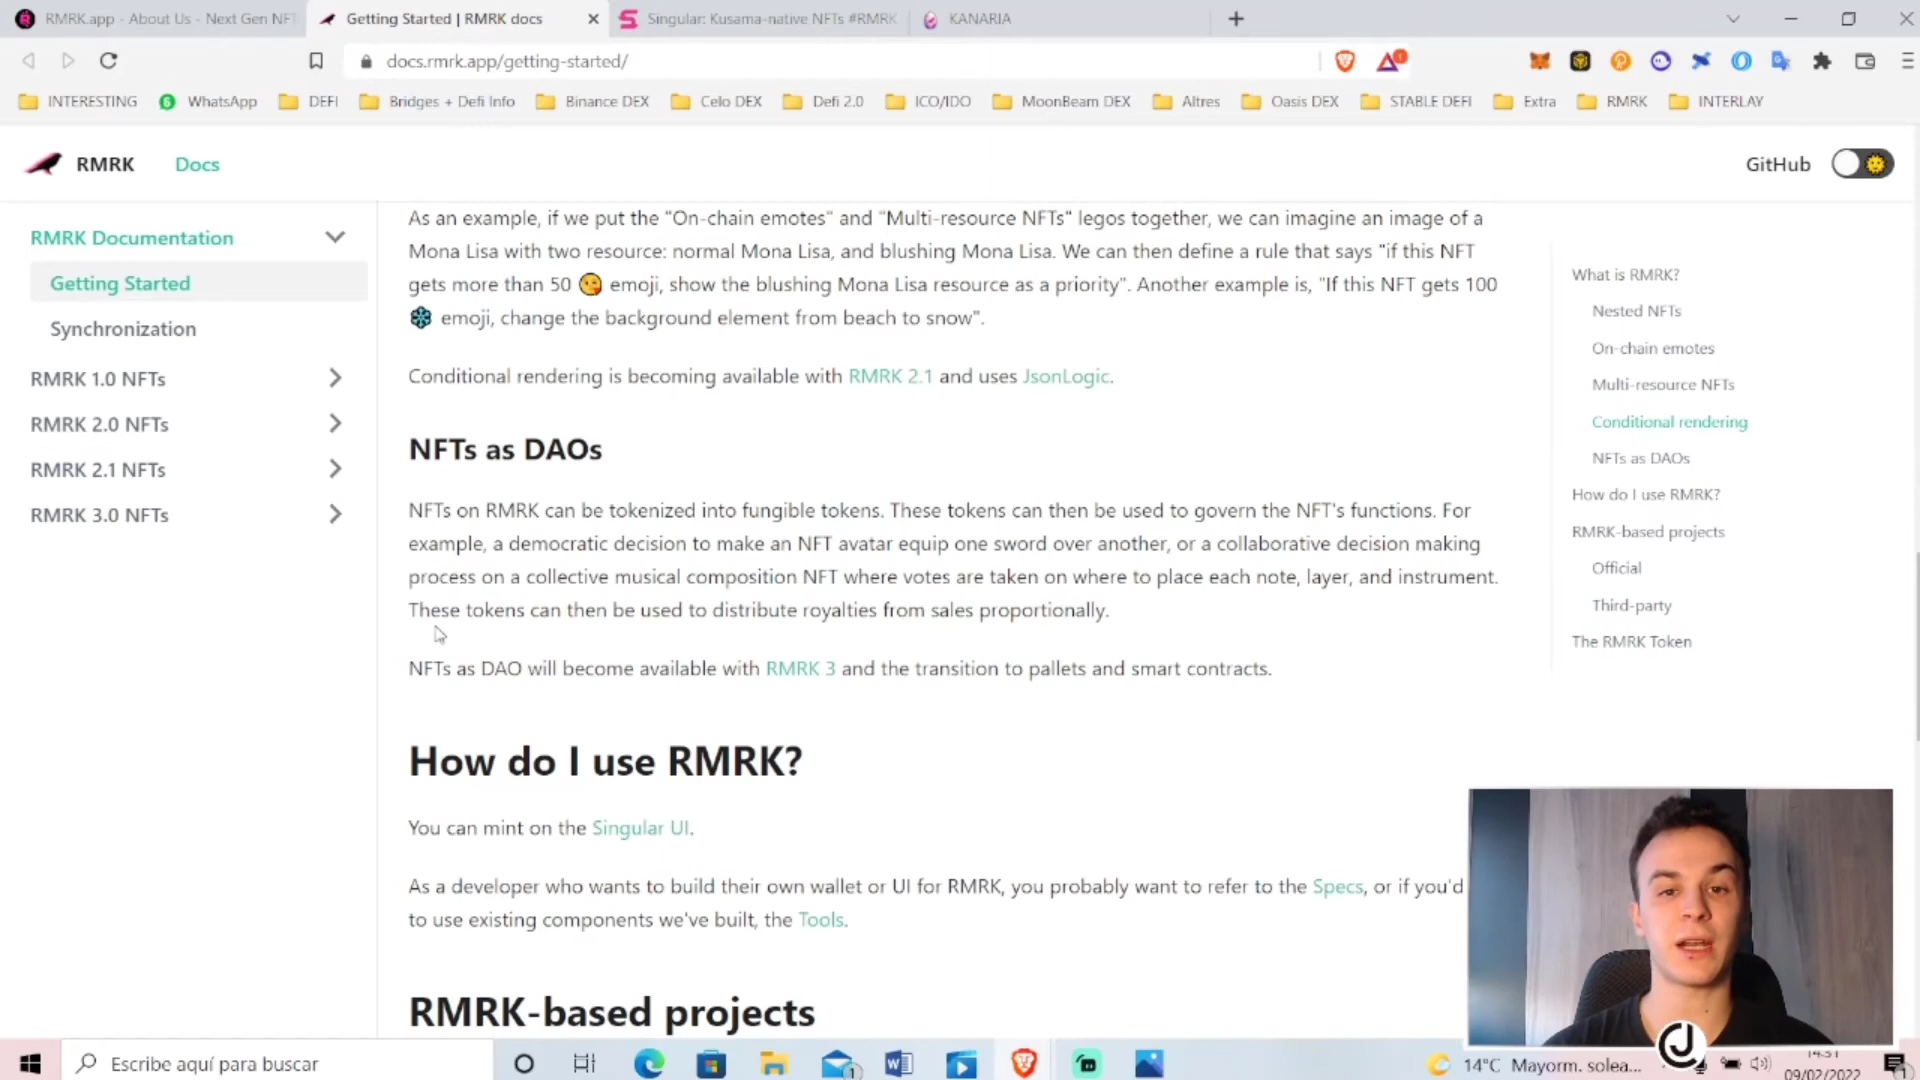 RMRK.app - About Us - Next Gen NFT
Getting Started | RMRK docs
Singular: Kusama-native NFTs #RMRK
KANARIA
docs.rmrk.app/getting-started/
INTERESTING
WhatsApp
DEFI
Bridges + Defi Info
Binance DEX
Celo DEX
Defi 2.0
ICO/IDO
MoonBeam DEX
Altres
Oasis DEX
STABLE DEFI
Extra
RMRK
INTERLAY
RMRK
Docs
GitHub
RMRK Documentation
Getting Started
Synchronization
RMRK 1.0 NFTs
RMRK 2.0 NFTs
RMRK 2.1 NFTs
RMRK 3.0 NFTs
As an example, if we put the "On-chain emotes" and "Multi-resource NFTs" legos together, we can imagine an image of a
Mona Lisa with two resource: normal Mona Lisa, and blushing Mona Lisa. We can then define a rule that says "if this NFT
gets more than 50 😘 emoji, show the blushing Mona Lisa resource as a priority". Another example is, "If this NFT gets 100
❄ emoji, change the background element from beach to snow".
Conditional rendering is becoming available with RMRK 2.1 and uses JsonLogic.
NFTs as DAOs
NFTs on RMRK can be tokenized into fungible tokens. These tokens can then be used to govern the NFT's functions. For
example, a democratic decision to make an NFT avatar equip one sword over another, or a collaborative decision making
process on a collective musical composition NFT where votes are taken on where to place each note, layer, and instrument.
These tokens can then be used to distribute royalties from sales proportionally.
NFTs as DAO will become available with RMRK 3 and the transition to pallets and smart contracts.
How do I use RMRK?
You can mint on the Singular UI.
As a developer who wants to build their own wallet or UI for RMRK, you probably want to refer to the Specs, or if you'd
to use existing components we've built, the Tools.
RMRK-based projects
What is RMRK?
Nested NFTs
On-chain emotes
Multi-resource NFTs
Conditional rendering
NFTs as DAOs
How do I use RMRK?
RMRK-based projects
Official
Third-party
The RMRK Token
Escribe aquí para buscar
14°C Mayorm. solea...
14:31
09/02/2022